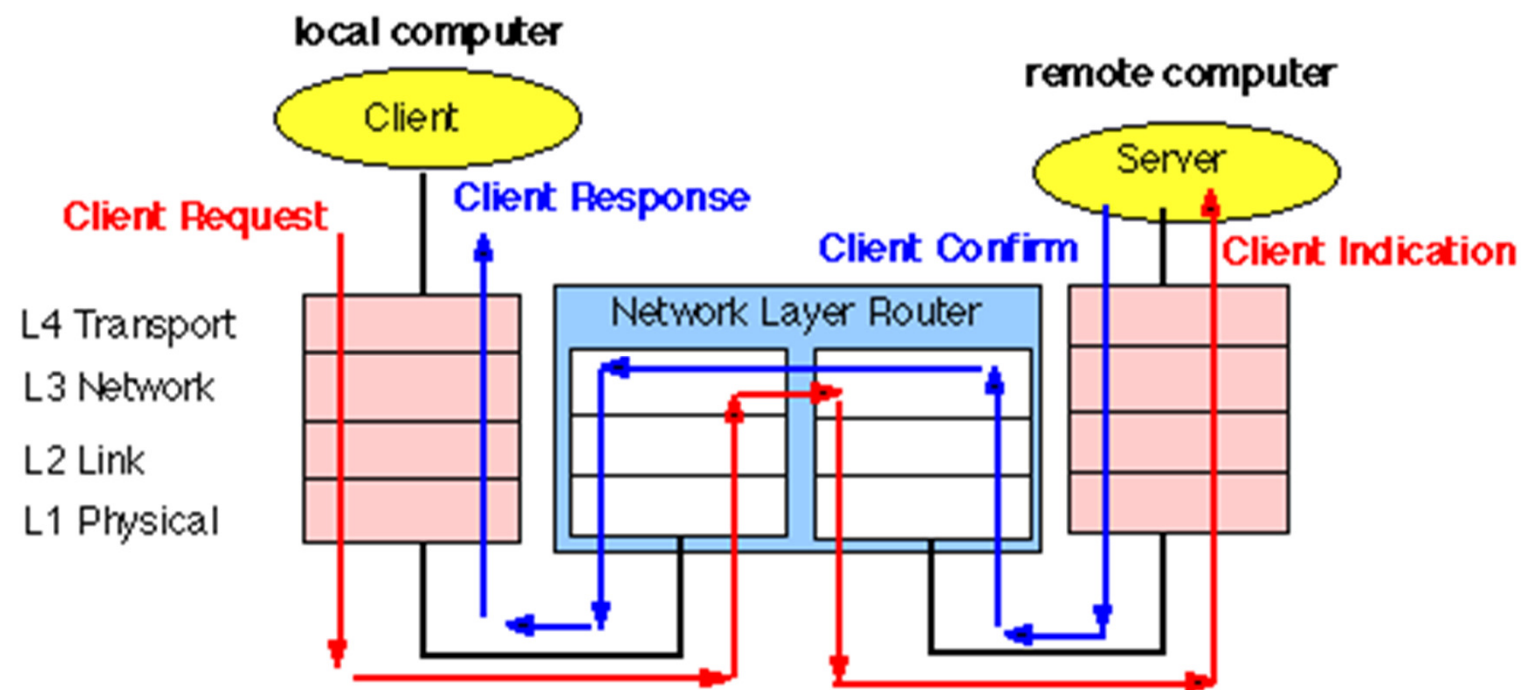 local computer
remote computer
Client
Server
Client Request
Client Response
Client Confirm
Client Indication
Network Layer Router
L4 Transport
L3 Network
L2 Link
L1 Physical